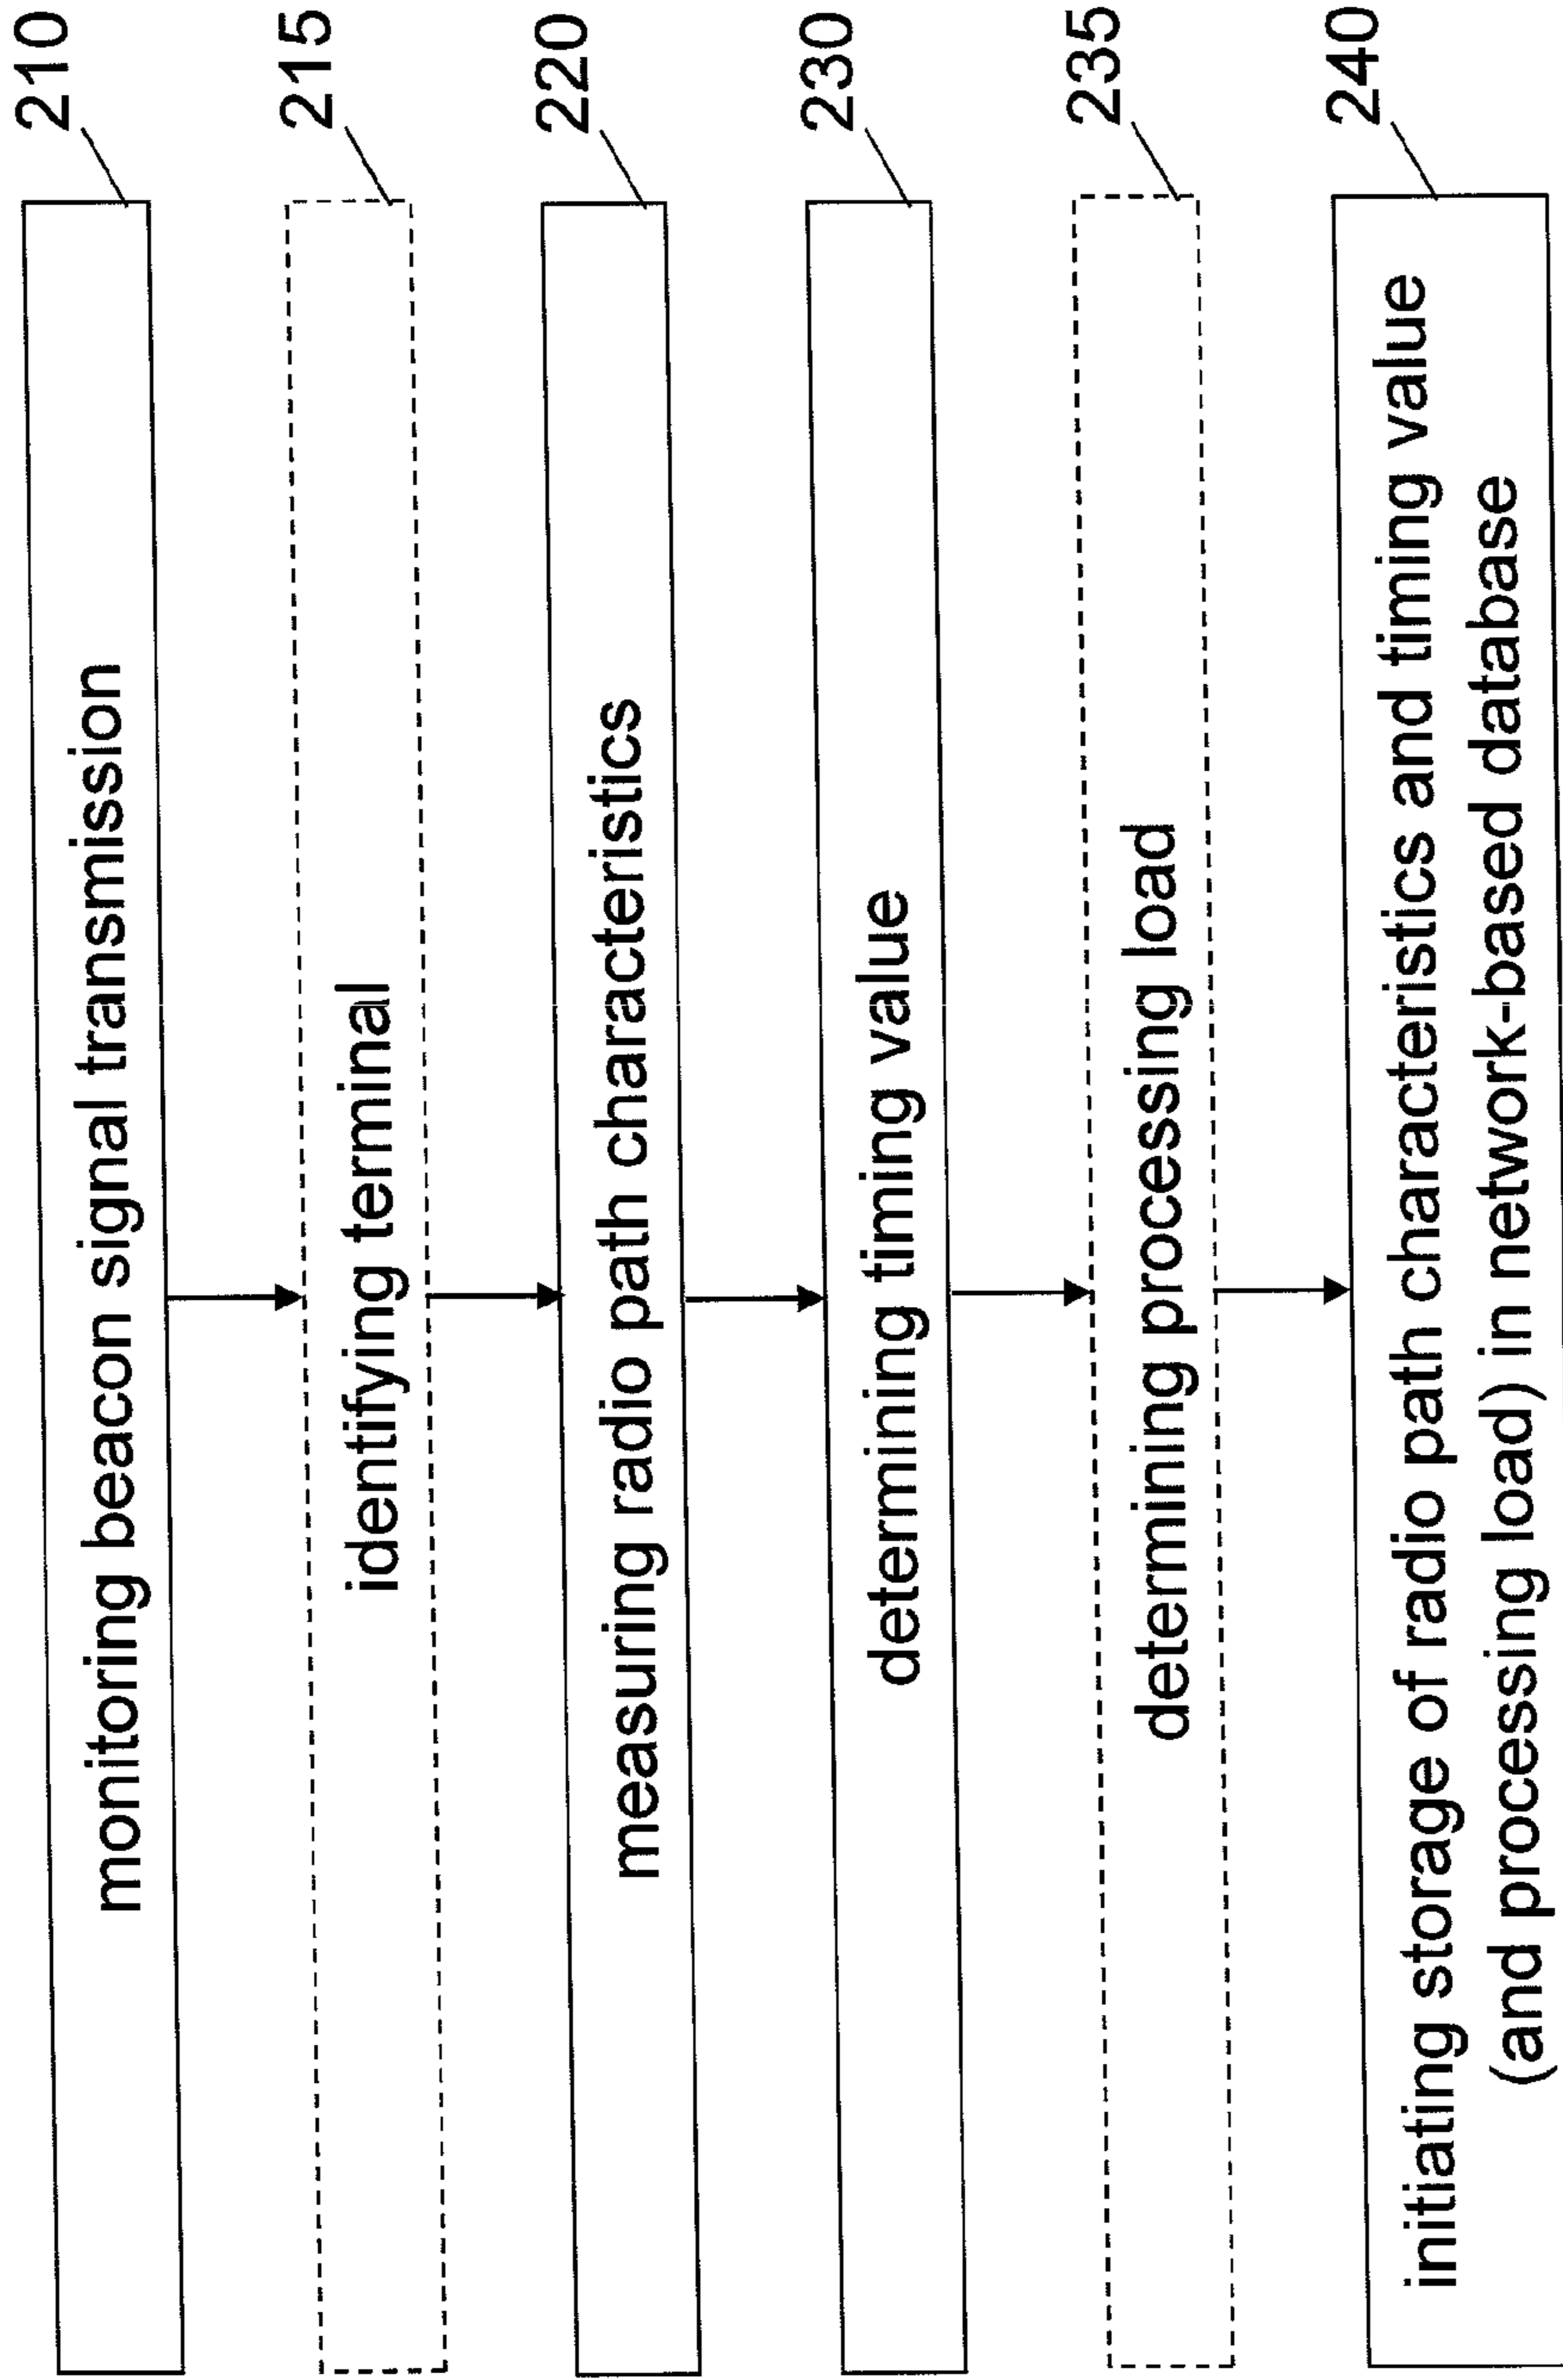 210
monitoring beacon signal transmission
215
identifying terminal
220
measuring radio path characteristics
230
determining timing value
235
determining processing load
240
initiating storage of radio path characteristics and timing value
(and processing load) in network-based database